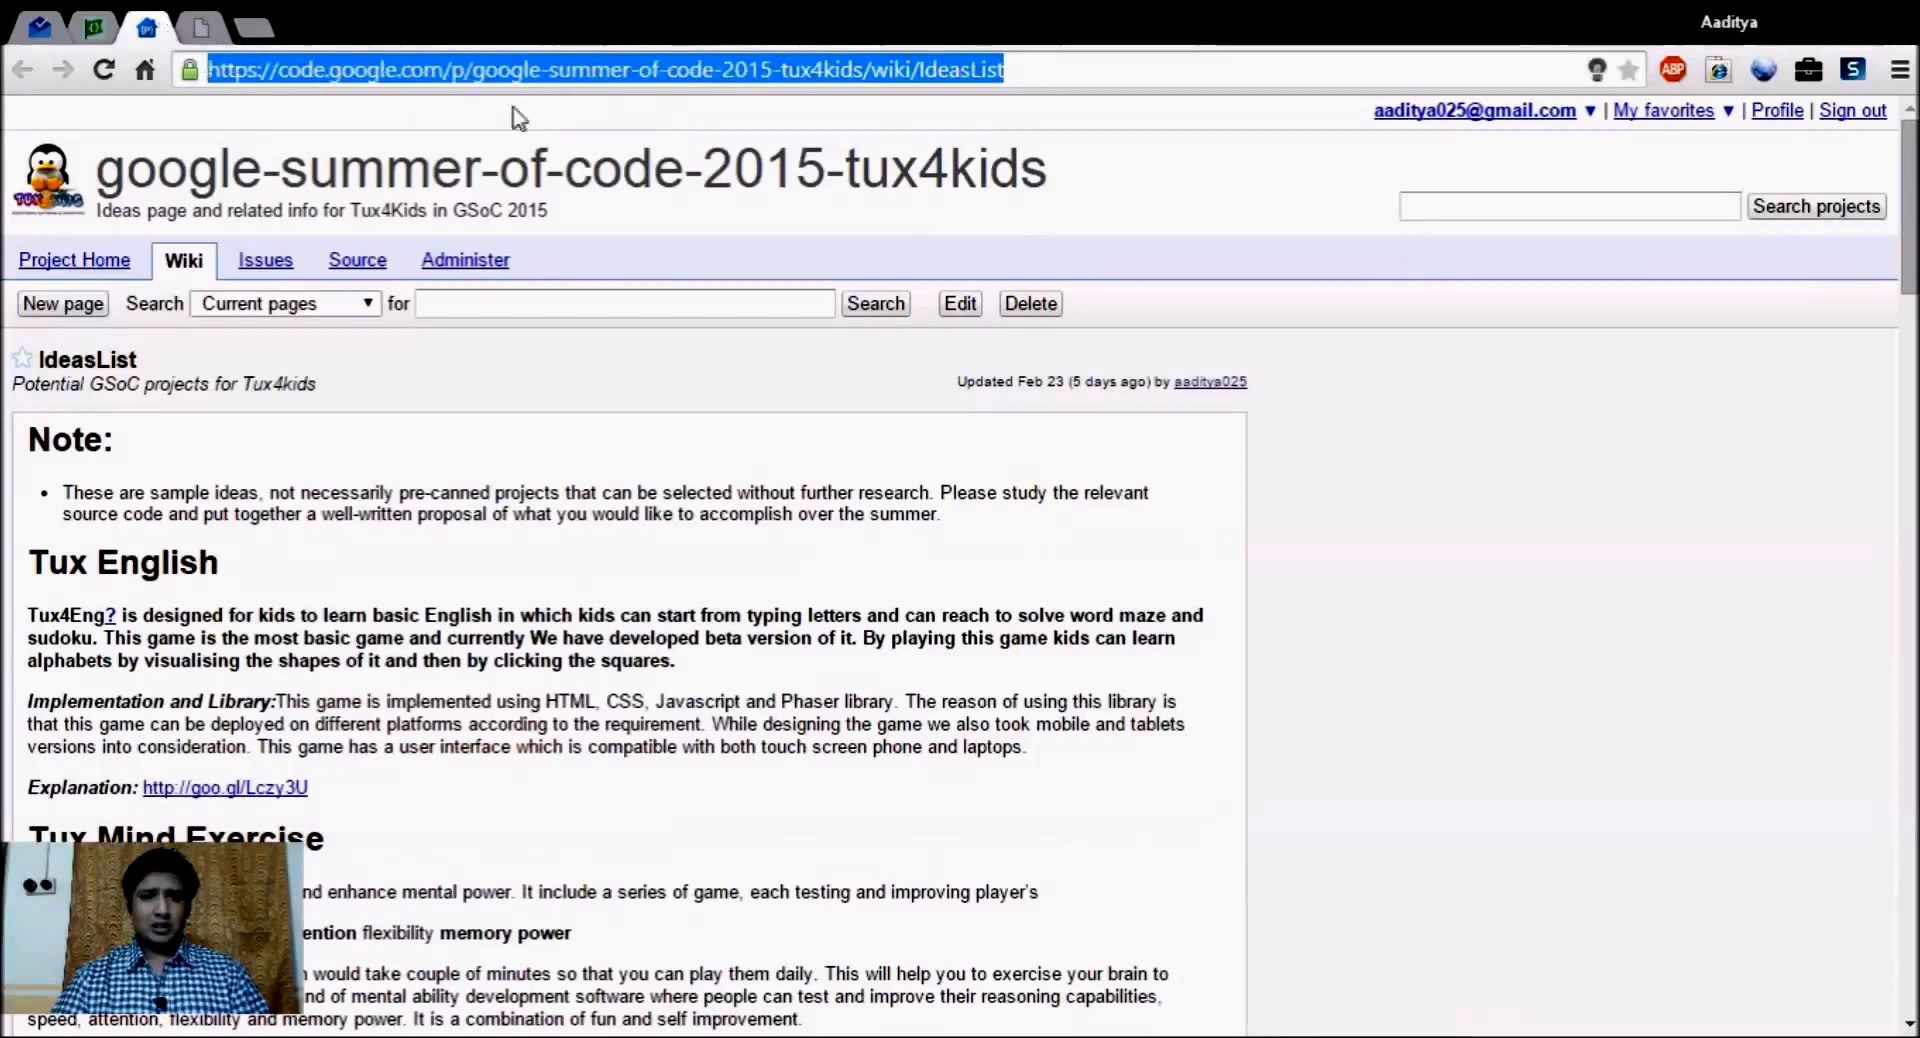 Aaditya
https://code.google.com/p/google-summer-of-code-2015-tux4kids/wiki/IdeasList
ABP
S
aaditya025@gmail.com ▼ | My favorites ▼ | Profile | Sign out
google-summer-of-code-2015-tux4kids
Ideas page and related info for Tux4Kids in GSoC 2015
Search projects
Project Home Wiki Issues Source Administer
New page Search Current pages ▼ for Search Edit Delete
IdeasList
Potential GSoC projects for Tux4kids
Updated Feb 23 (5 days ago) by aaditya025
Note:
• These are sample ideas, not necessarily pre-canned projects that can be selected without further research. Please study the relevant
source code and put together a well-written proposal of what you would like to accomplish over the summer.
Tux English
Tux4Eng? is designed for kids to learn basic English in which kids can start from typing letters and can reach to solve word maze and
sudoku. This game is the most basic game and currently We have developed beta version of it. By playing this game kids can learn
alphabets by visualising the shapes of it and then by clicking the squares.
Implementation and Library:This game is implemented using HTML, CSS, Javascript and Phaser library. The reason of using this library is
that this game can be deployed on different platforms according to the requirement. While designing the game we also took mobile and tablets
versions into consideration. This game has a user interface which is compatible with both touch screen phone and laptops.
Explanation: http://goo.gl/Lczy3U
Tux Mind Exercise
nd enhance mental power. It include a series of game, each testing and improving player's
ention flexibility memory power
would take couple of minutes so that you can play them daily. This will help you to exercise your brain to
nd of mental ability development software where people can test and improve their reasoning capabilities,
speed, attention, flexibility and memory power. It is a combination of fun and self improvement.